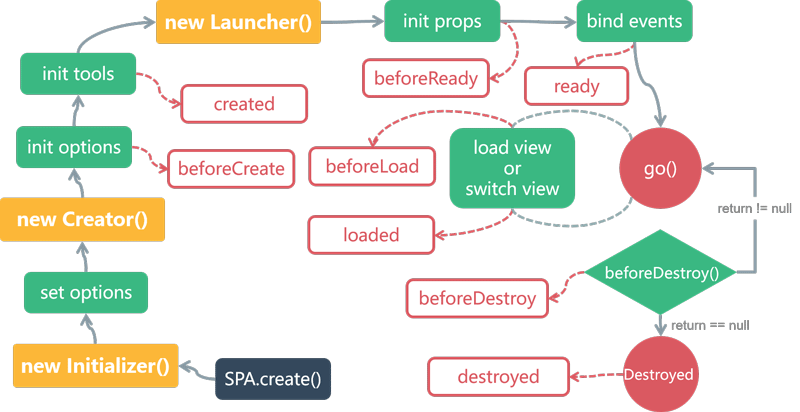 new Launcher()
init props
bind events
init tools
beforeReady
ready
created
init options
beforeCreate
beforeLoad
load view
or
switch view
go()
new Creator()
return != null
loaded
set options
beforeDestroy
beforeDestroy()
return == null
new Initializer()
SPA.create()
destroyed
Destroyed